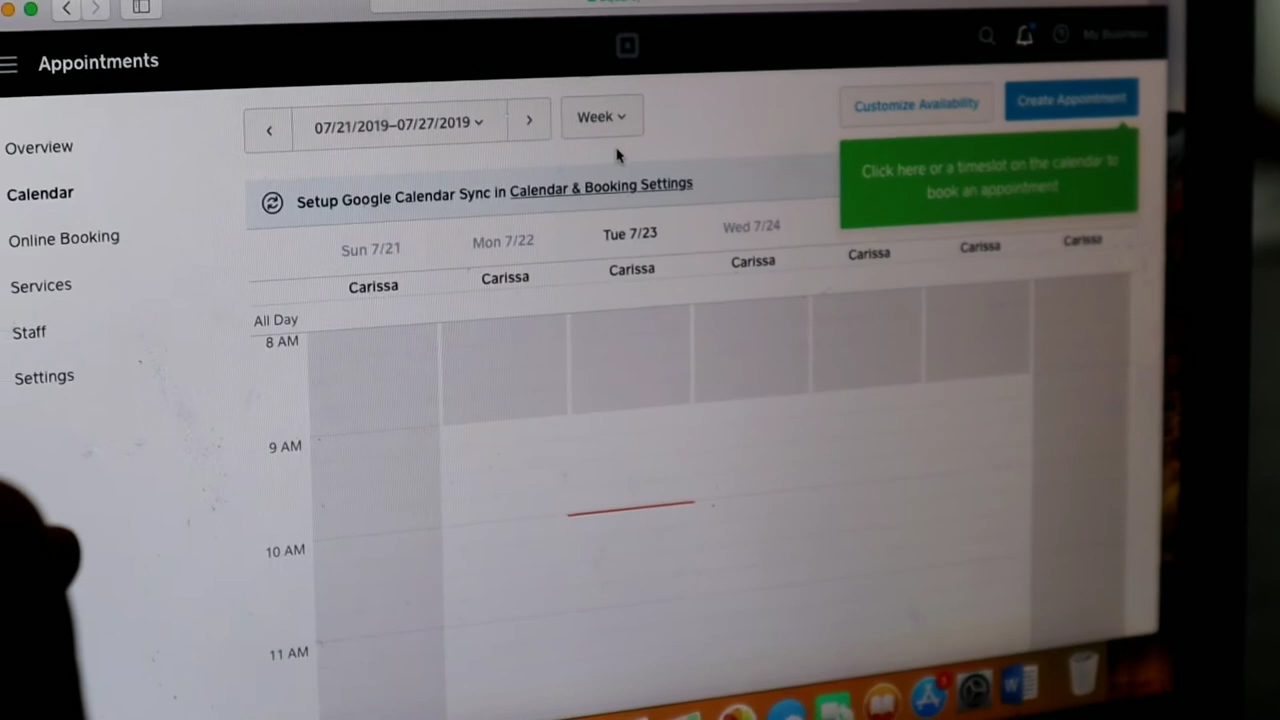 Appointments
My Business
Overview
Calendar
Online Booking
Services
Staff
Settings
07/21/2019–07/27/2019
Week
Customize Availability
Create Appointment
Click here or a timeslot on the calendar to
book an appointment
Setup Google Calendar Sync in Calendar & Booking Settings
Sun 7/21
Mon 7/22
Tue 7/23
Wed 7/24
Carissa
Carissa
Carissa
Carissa
Carissa
Carissa
Carissa
All Day
8 AM
9 AM
10 AM
11 AM
W